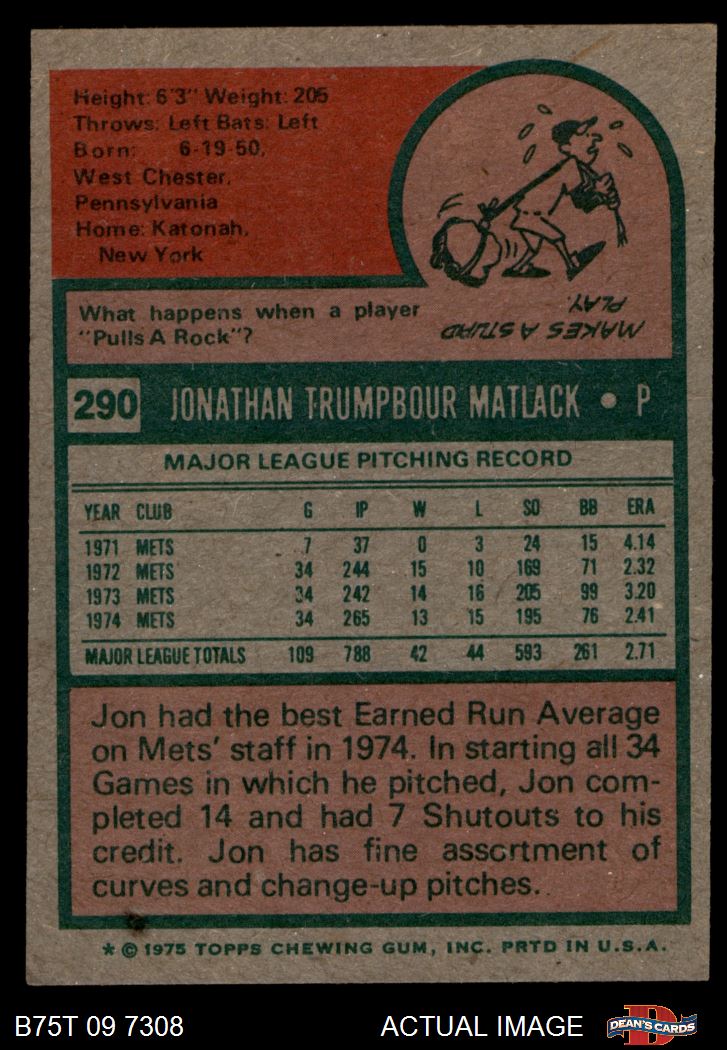 Height: 6'3" Weight: 205
Throws: Left Bats: Left
Born: 6-19-50,
West Chester,
Pennsylvania
Home: Katonah,
New York
What happens when a player
"Pulls A Rock"?
MAKES A STUPID
PLAY.
290 JONATHAN TRUMPBOUR MATLACK • P
MAJOR LEAGUE PITCHING RECORD
YEAR CLUB G IP W L SO BB ERA
1971 METS 7 37 0 3 24 15 4.14
1972 METS 34 244 15 10 169 71 2.32
1973 METS 34 242 14 16 205 99 3.20
1974 METS 34 265 13 15 195 76 2.41
MAJOR LEAGUE TOTALS 109 788 42 44 593 261 2.71
Jon had the best Earned Run Average
on Mets' staff in 1974. In starting all 34
Games in which he pitched, Jon com-
pleted 14 and had 7 Shutouts to his
credit. Jon has fine assortment of
curves and change-up pitches.
* © 1975 TOPPS CHEWING GUM, INC. PRTD IN U.S.A.
B75T 09 7308 ACTUAL IMAGE
DEAN'S CARDS